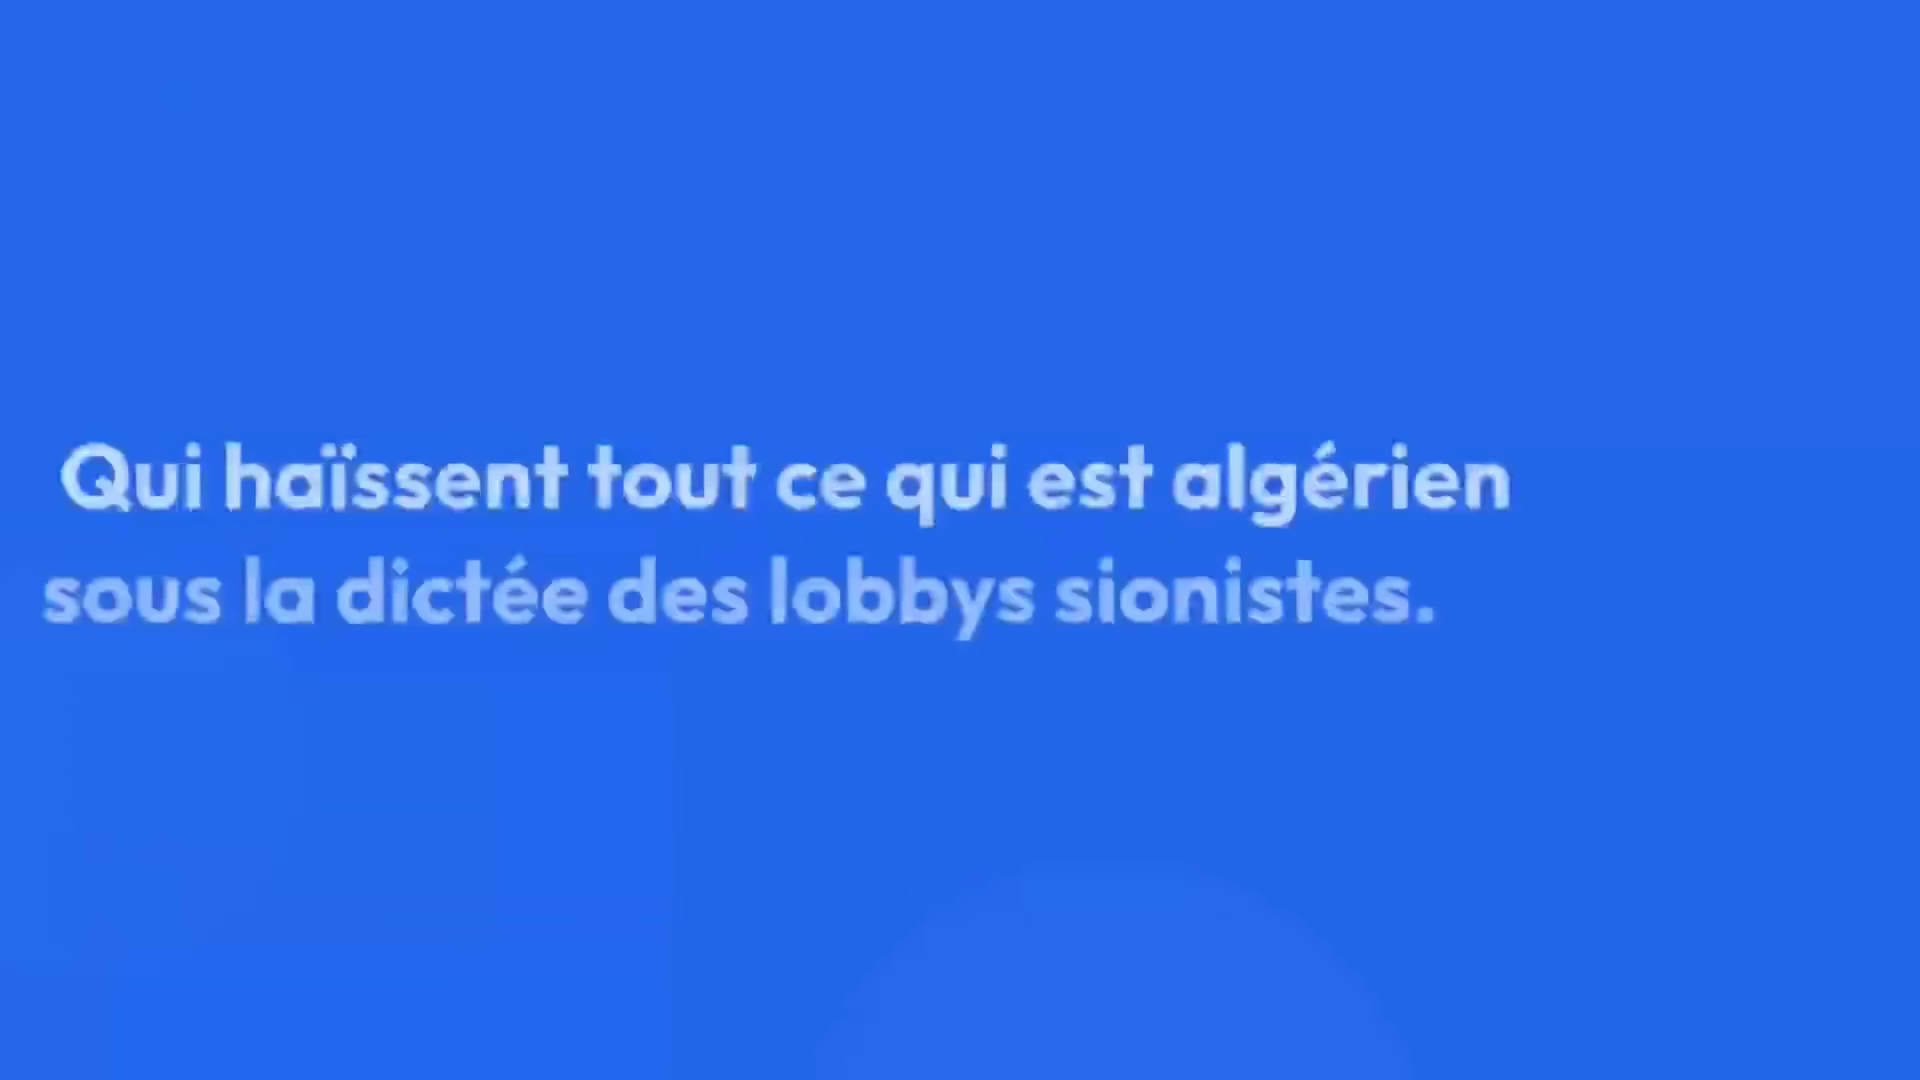 Qui haïssent tout ce qui est algérien
sous la dictée des lobbys sionistes.